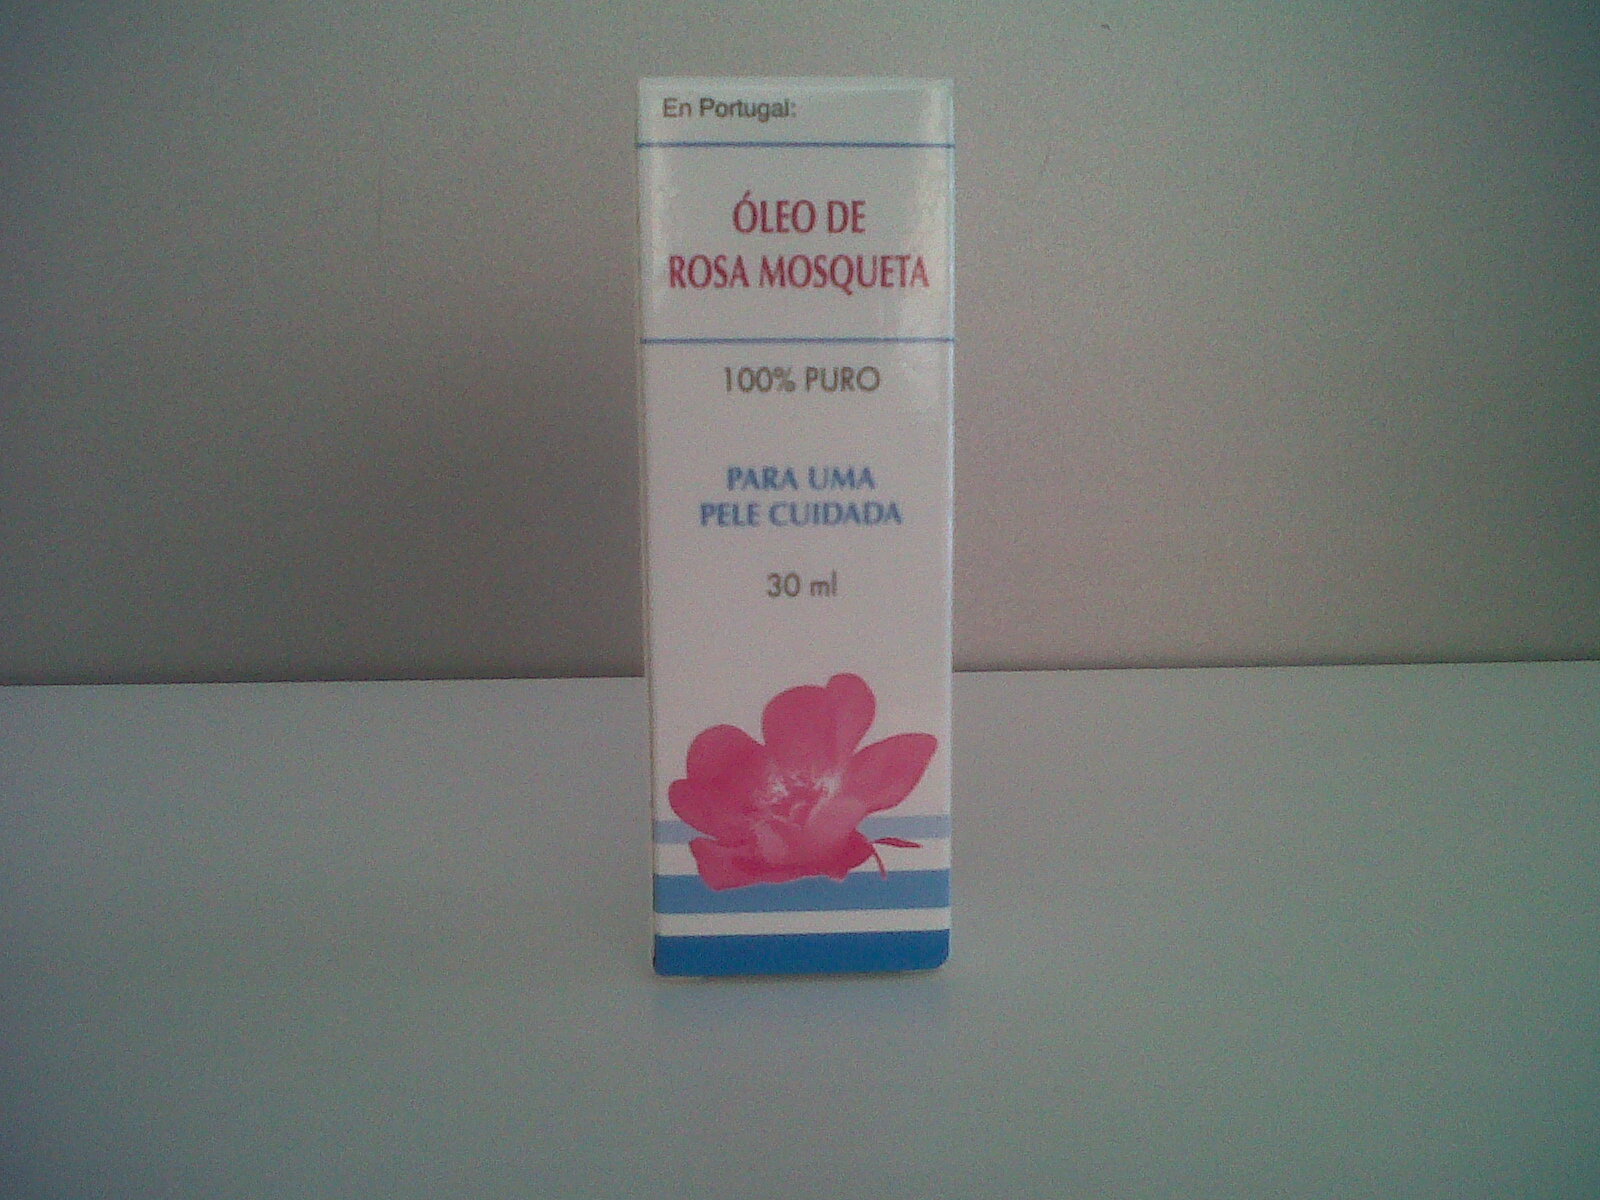 En Portugal:
ÓLEO DE
ROSA MOSQUETA
100% PURO
PARA UMA
PELE CUIDADA
30 ml